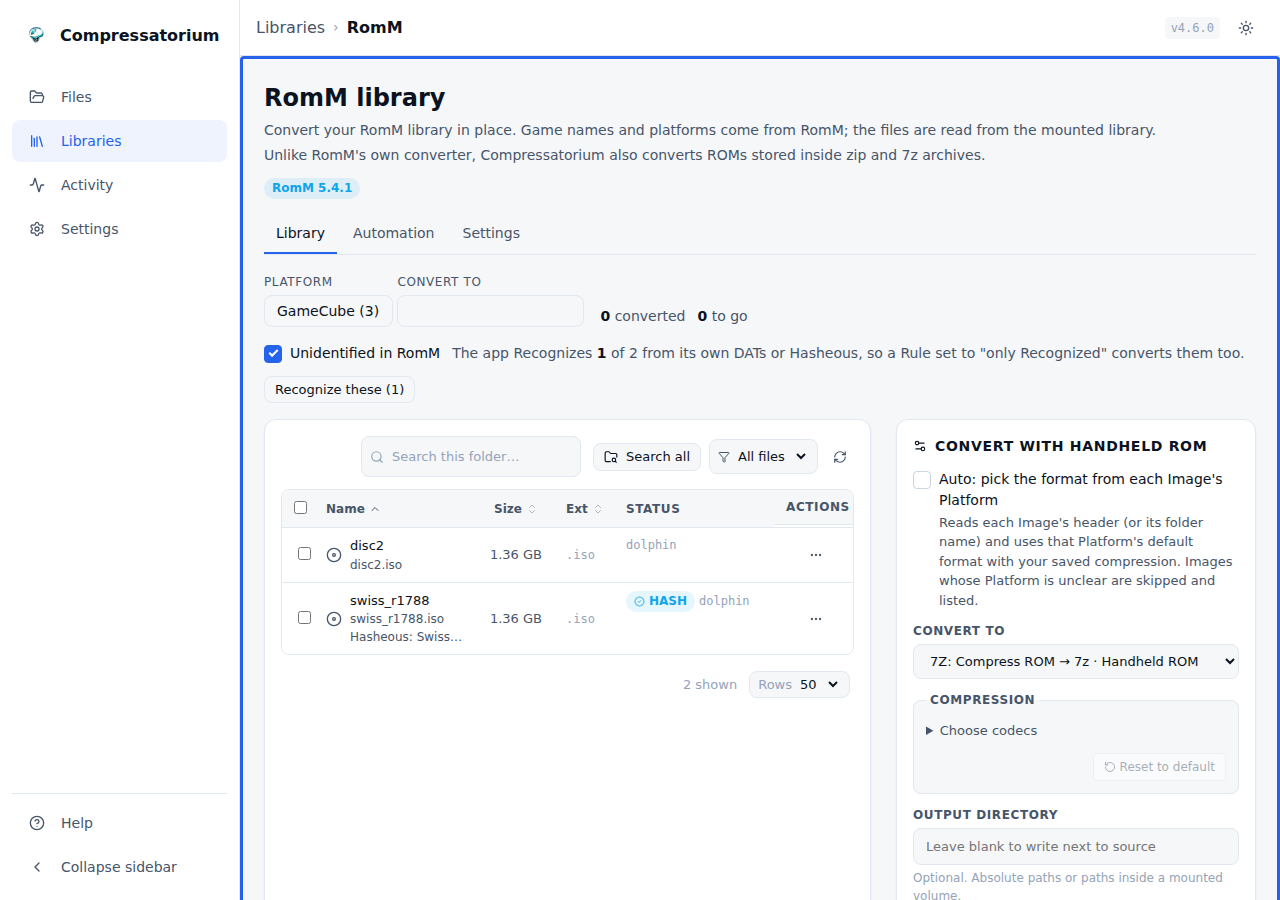 Compressatorium
Libraries › RomM
v4.6.0
Files
Libraries
Activity
Settings
Help
Collapse sidebar
RomM library
Convert your RomM library in place. Game names and platforms come from RomM; the files are read from the mounted library.
Unlike RomM's own converter, Compressatorium also converts ROMs stored inside zip and 7z archives.
RomM 5.4.1
Library Automation Settings
PLATFORM CONVERT TO
GameCube (3)
0 converted 0 to go
Unidentified in RomM The app Recognizes 1 of 2 from its own DATs or Hasheous, so a Rule set to "only Recognized" converts them too.
Recognize these (1)
Search this folder… Search all All files
Name Size Ext STATUS ACTIONS
disc2 1.36 GB .iso dolphin
disc2.iso
swiss_r1788 HASH dolphin
swiss_r1788.iso 1.36 GB .iso
Hasheous: Swiss…
2 shown Rows 50
CONVERT WITH HANDHELD ROM
Auto: pick the format from each Image's
Platform
Reads each Image's header (or its folder
name) and uses that Platform's default
format with your saved compression. Images
whose Platform is unclear are skipped and
listed.
CONVERT TO
7Z: Compress ROM → 7z · Handheld ROM
COMPRESSION
Choose codecs
Reset to default
OUTPUT DIRECTORY
Leave blank to write next to source
Optional. Absolute paths or paths inside a mounted
volume.